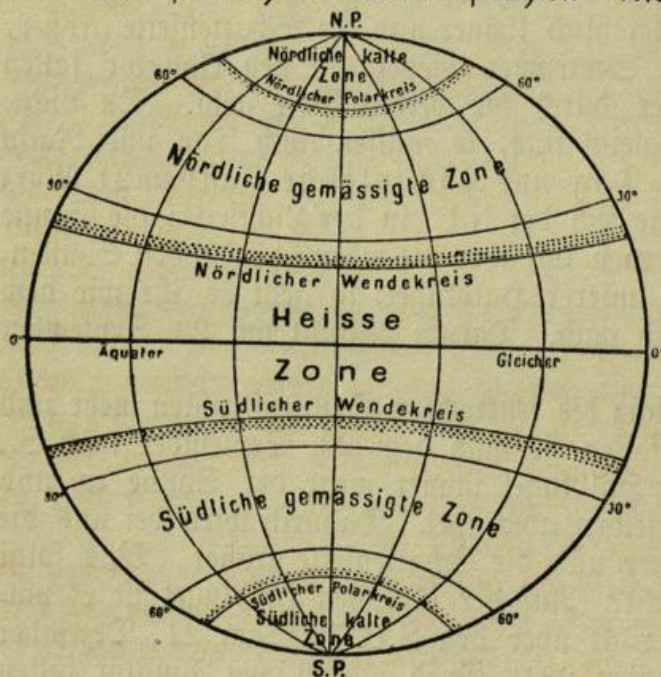 N.P.
Nördliche kalte
Zone
60° 60°
Nördlicher Polarkreis
Nördliche gemässigte Zone
30° 30°
Nördlicher Wendekreis
Heisse
0° 0°
Äquator Gleicher
Zone
Südlicher Wendekreis
30° 30°
Südliche gemässigte Zone
Südlicher Polarkreis
60° 60°
Südliche kalte
Zone
S.P.